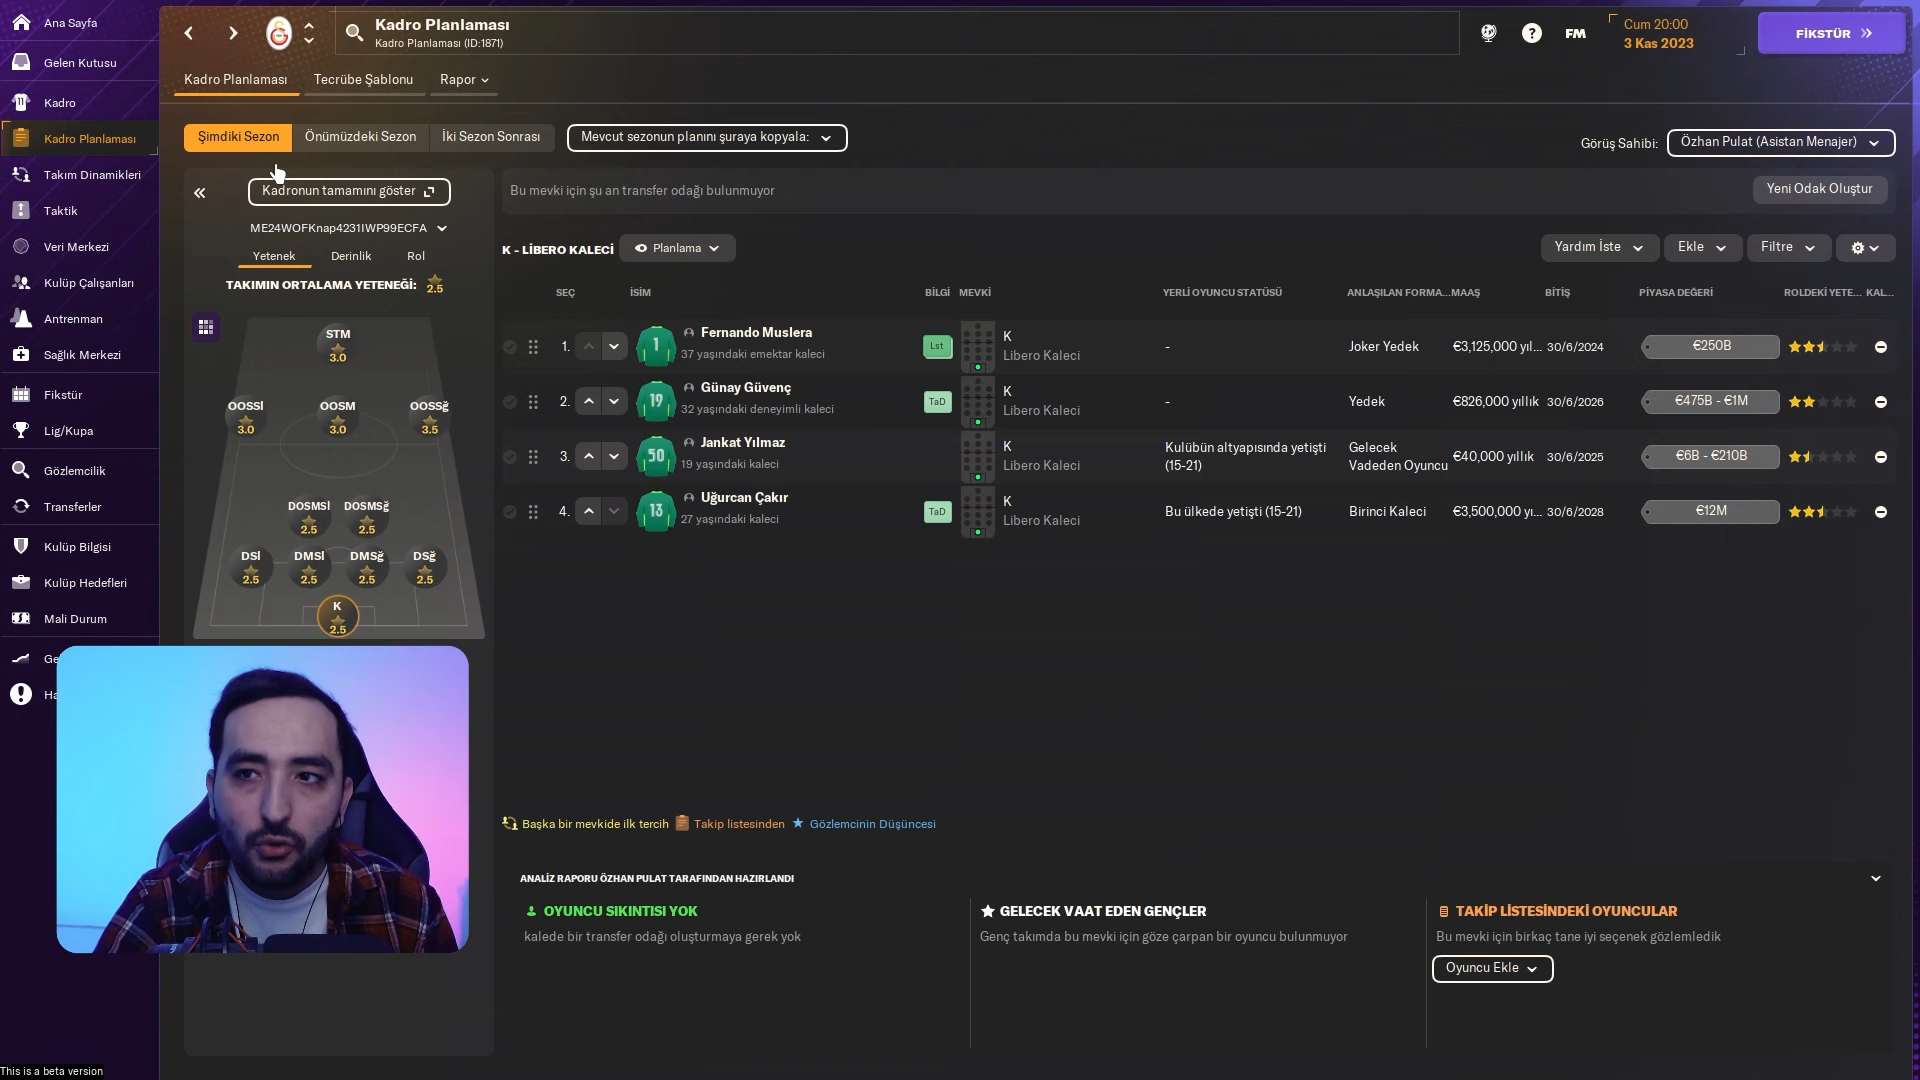 Ana Sayfa
Gelen Kutusu
Kadro
Kadro Planlaması
Takım Dinamikleri
Taktik
Veri Merkezi
Kulüp Çalışanları
Antrenman
Sağlık Merkezi
Fikstür
Lig/Kupa
Gözlemcilik
Transferler
Kulüp Bilgisi
Kulüp Hedefleri
Mali Durum
This is a beta version
Kadro Planlaması
Kadro Planlaması (ID:1871)
FM
Cum 20:00
3 Kas 2023
FİKSTÜR
Kadro Planlaması Tecrübe Şablonu Rapor
Şimdiki Sezon Önümüzdeki Sezon İki Sezon Sonrası Mevcut sezonun planını şuraya kopyala:
Görüş Sahibi: Özhan Pulat (Asistan Menajer)
Kadronun tamamını göster
ME24WOFKnap4231IWP99ECFA
Yetenek Derinlik Rol
TAKIMIN ORTALAMA YETENEĞİ: 2.5
STM
3.0
OOSSl OOSM OOSSğ
3.0 3.0 3.5
DOSMSl DOSMSğ
2.5 2.5
DSl DMSl DMSğ DSğ
2.5 2.5 2.5 2.5
K
2.5
Bu mevki için şu an transfer odağı bulunmuyor
Yeni Odak Oluştur
K - LİBERO KALECİ Planlama
Yardım İste Ekle Filtre
SEÇ İSİM BİLGİ MEVKİ YERLİ OYUNCU STATÜSÜ ANLAŞILAN FORMA... MAAŞ BİTİŞ PİYASA DEĞERİ ROLDEKİ YETE... KAL...
1. 1 Fernando Muslera
37 yaşındaki emektar kaleci
Lst K
Libero Kaleci
- Joker Yedek €3,125,000 yıl... 30/6/2024 €250B
2. 19 Günay Güvenç
32 yaşındaki deneyimli kaleci
TaD K
Libero Kaleci
- Yedek €826,000 yıllık 30/6/2026 €475B - €1M
3. 50 Jankat Yılmaz
19 yaşındaki kaleci
K
Libero Kaleci
Kulübün altyapısında yetişti
(15-21)
Gelecek
Vadeden Oyuncu
€40,000 yıllık 30/6/2025 €6B - €210B
4. 13 Uğurcan Çakır
27 yaşındaki kaleci
TaD K
Libero Kaleci
Bu ülkede yetişti (15-21) Birinci Kaleci €3,500,000 yı... 30/6/2028 €12M
Başka bir mevkide ilk tercih Takip listesinden Gözlemcinin Düşüncesi
ANALİZ RAPORU ÖZHAN PULAT TARAFINDAN HAZIRLANDI
OYUNCU SIKINTISI YOK
kalede bir transfer odağı oluşturmaya gerek yok
GELECEK VAAT EDEN GENÇLER
Genç takımda bu mevki için göze çarpan bir oyuncu bulunmuyor
TAKİP LİSTESİNDEKİ OYUNCULAR
Bu mevki için birkaç tane iyi seçenek gözlemledik
Oyuncu Ekle